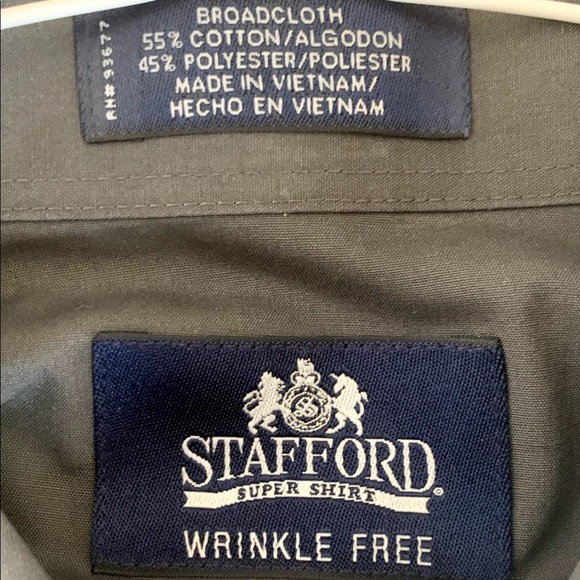 BROADCLOTH
55% COTTON/ALGODON
45% POLYESTER/POLIESTER
MADE IN VIETNAM/
HECHO EN VIETNAM
RN# 93677
STAFFORD®
SUPER SHIRT
WRINKLE FREE